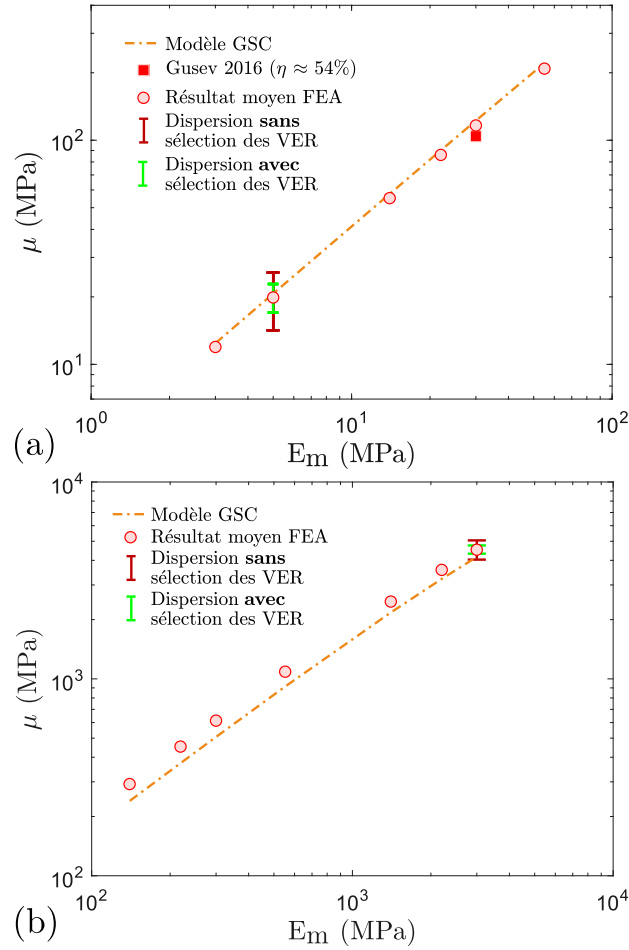 Modèle GSC
Gusev 2016 (η ≈ 54%)
Résultat moyen FEA
Dispersion sans
sélection des VER
Dispersion avec
sélection des VER
10²
10¹
μ (MPa)
10⁰ 10¹ 10²
(a)
Em (MPa)
10⁴
Modèle GSC
Résultat moyen FEA
Dispersion sans
sélection des VER
Dispersion avec
sélection des VER
10³
μ (MPa)
10²
10² 10³ 10⁴
(b)
Em (MPa)